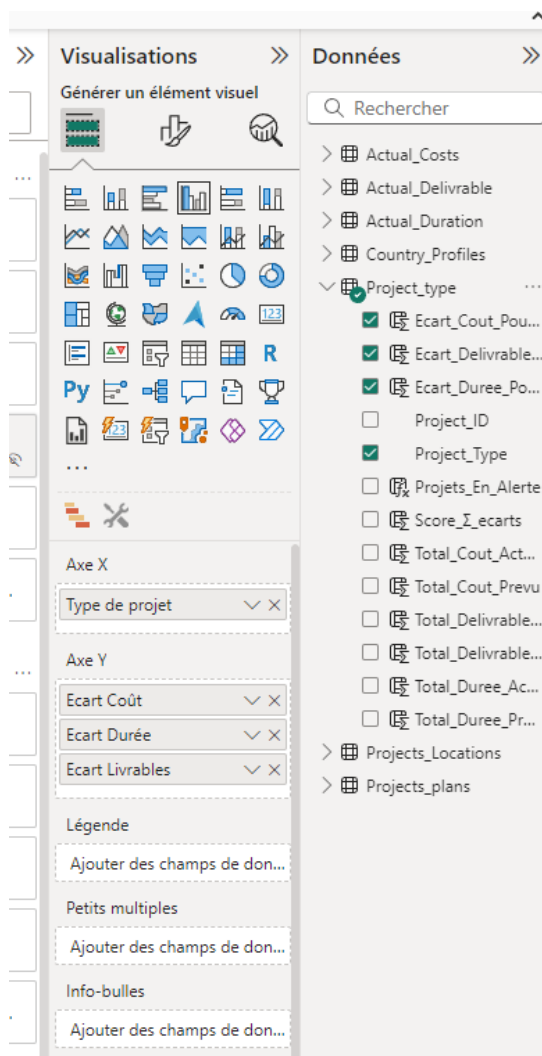 Visualisations
Générer un élément visuel
123
R
Py
123
...
Axe X
Type de projet
Axe Y
Ecart Coût
Ecart Durée
Ecart Livrables
Légende
Ajouter des champs de don...
Petits multiples
Ajouter des champs de don...
Info-bulles
Ajouter des champs de don...
Données
Rechercher
Actual_Costs
Actual_Delivrable
Actual_Duration
Country_Profiles
Project_type
Ecart_Cout_Pou...
Ecart_Delivrable...
Ecart_Duree_Po...
Project_ID
Project_Type
Projets_En_Alerte
Score_Σ_ecarts
Total_Cout_Act...
Total_Cout_Prevu
Total_Delivrable...
Total_Delivrable...
Total_Duree_Ac...
Total_Duree_Pr...
Projects_Locations
Projects_plans